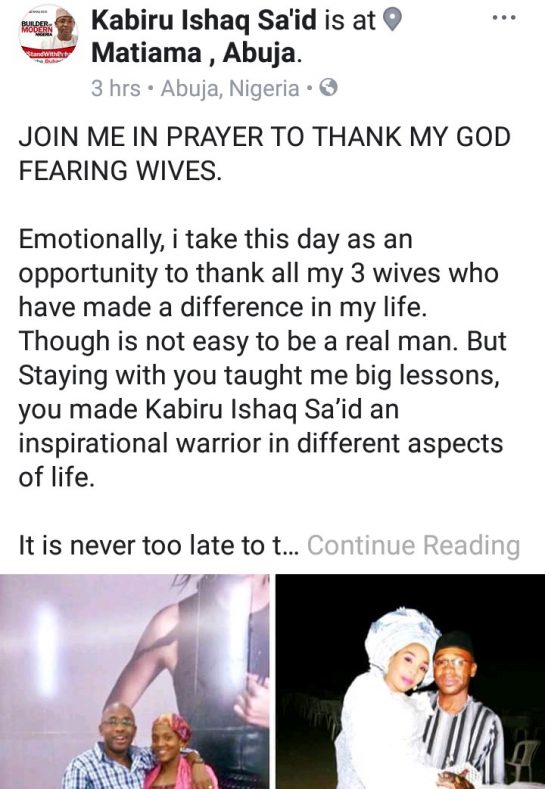 Kabiru Ishaq Sa'id is at
Matiama , Abuja.
3 hrs • Abuja, Nigeria •
BUILDER OF
MODERN
NIGERIA
JOIN ME IN PRAYER TO THANK MY GOD
FEARING WIVES.
Emotionally, i take this day as an
opportunity to thank all my 3 wives who
have made a difference in my life.
Though is not easy to be a real man. But
Staying with you taught me big lessons,
you made Kabiru Ishaq Sa’id an
inspirational warrior in different aspects
of life.
It is never too late to t... Continue Reading